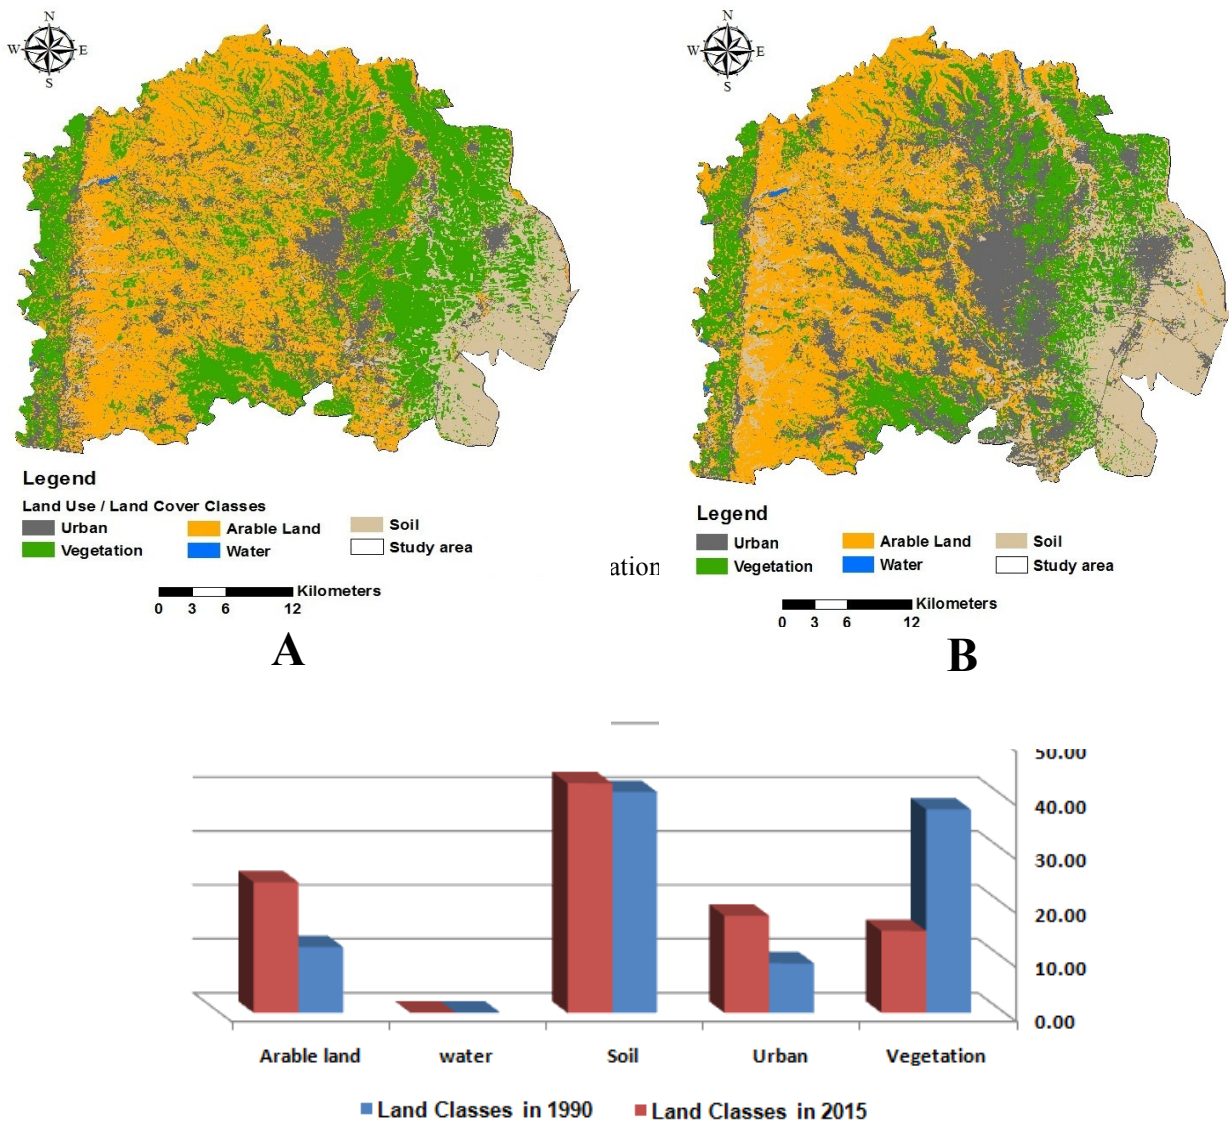 N
W E
S
Legend
Land Use / Land Cover Classes
Urban
Arable Land
Soil
Vegetation
Water
Study area
Kilometers
0 3 6 12
A
N
W E
S
Legend
Urban
Arable Land
Soil
Vegetation
Water
Study area
Kilometers
0 3 6 12
B
ation
50.00
40.00
30.00
20.00
10.00
0.00
Arable land water Soil Urban Vegetation
Land Classes in 1990 Land Classes in 2015